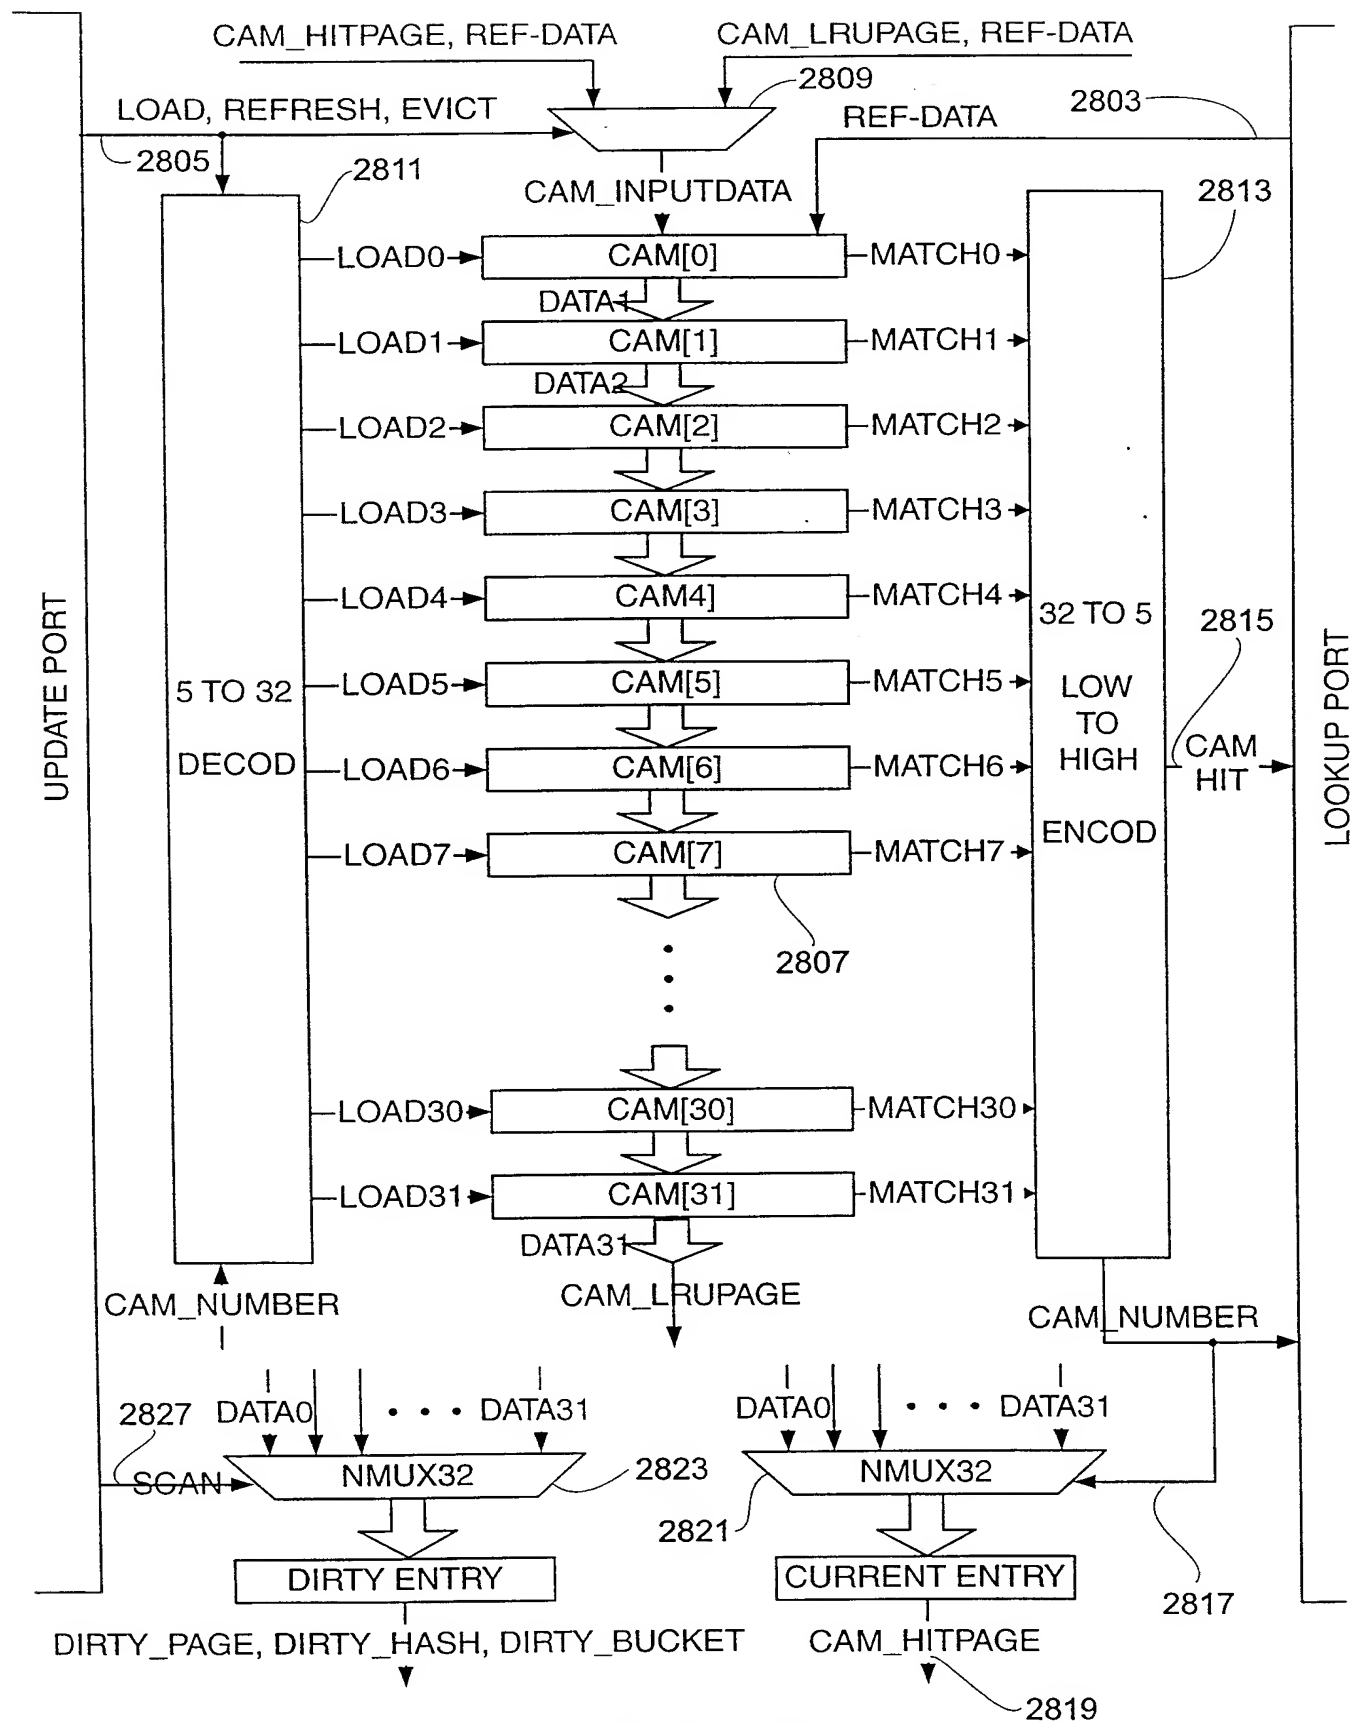 CAM_HITPAGE, REF-DATA
CAM_LRUPAGE, REF-DATA
2809
LOAD, REFRESH, EVICT
REF-DATA
2803
2805
2811
CAM_INPUTDATA
2813
LOAD0
CAM[0]
MATCH0
DATA1
LOAD1
CAM[1]
MATCH1
DATA2
LOAD2
CAM[2]
MATCH2
LOAD3
CAM[3]
MATCH3
LOAD4
CAM4]
MATCH4
32 TO 5
LOW
TO
HIGH
ENCOD
2815
UPDATE PORT
5 TO 32
DECOD
LOAD5
CAM[5]
MATCH5
LOAD6
CAM[6]
MATCH6
CAM
HIT
LOOKUP PORT
LOAD7
CAM[7]
MATCH7
2807
LOAD30
CAM[30]
MATCH30
LOAD31
CAM[31]
MATCH31
DATA31
CAM_NUMBER
CAM_LRUPAGE
CAM_NUMBER
2827
DATA0
DATA31
DATA0
DATA31
SCAN
NMUX32
2823
NMUX32
2821
DIRTY ENTRY
CURRENT ENTRY
2817
DIRTY_PAGE, DIRTY_HASH, DIRTY_BUCKET
CAM_HITPAGE
2819